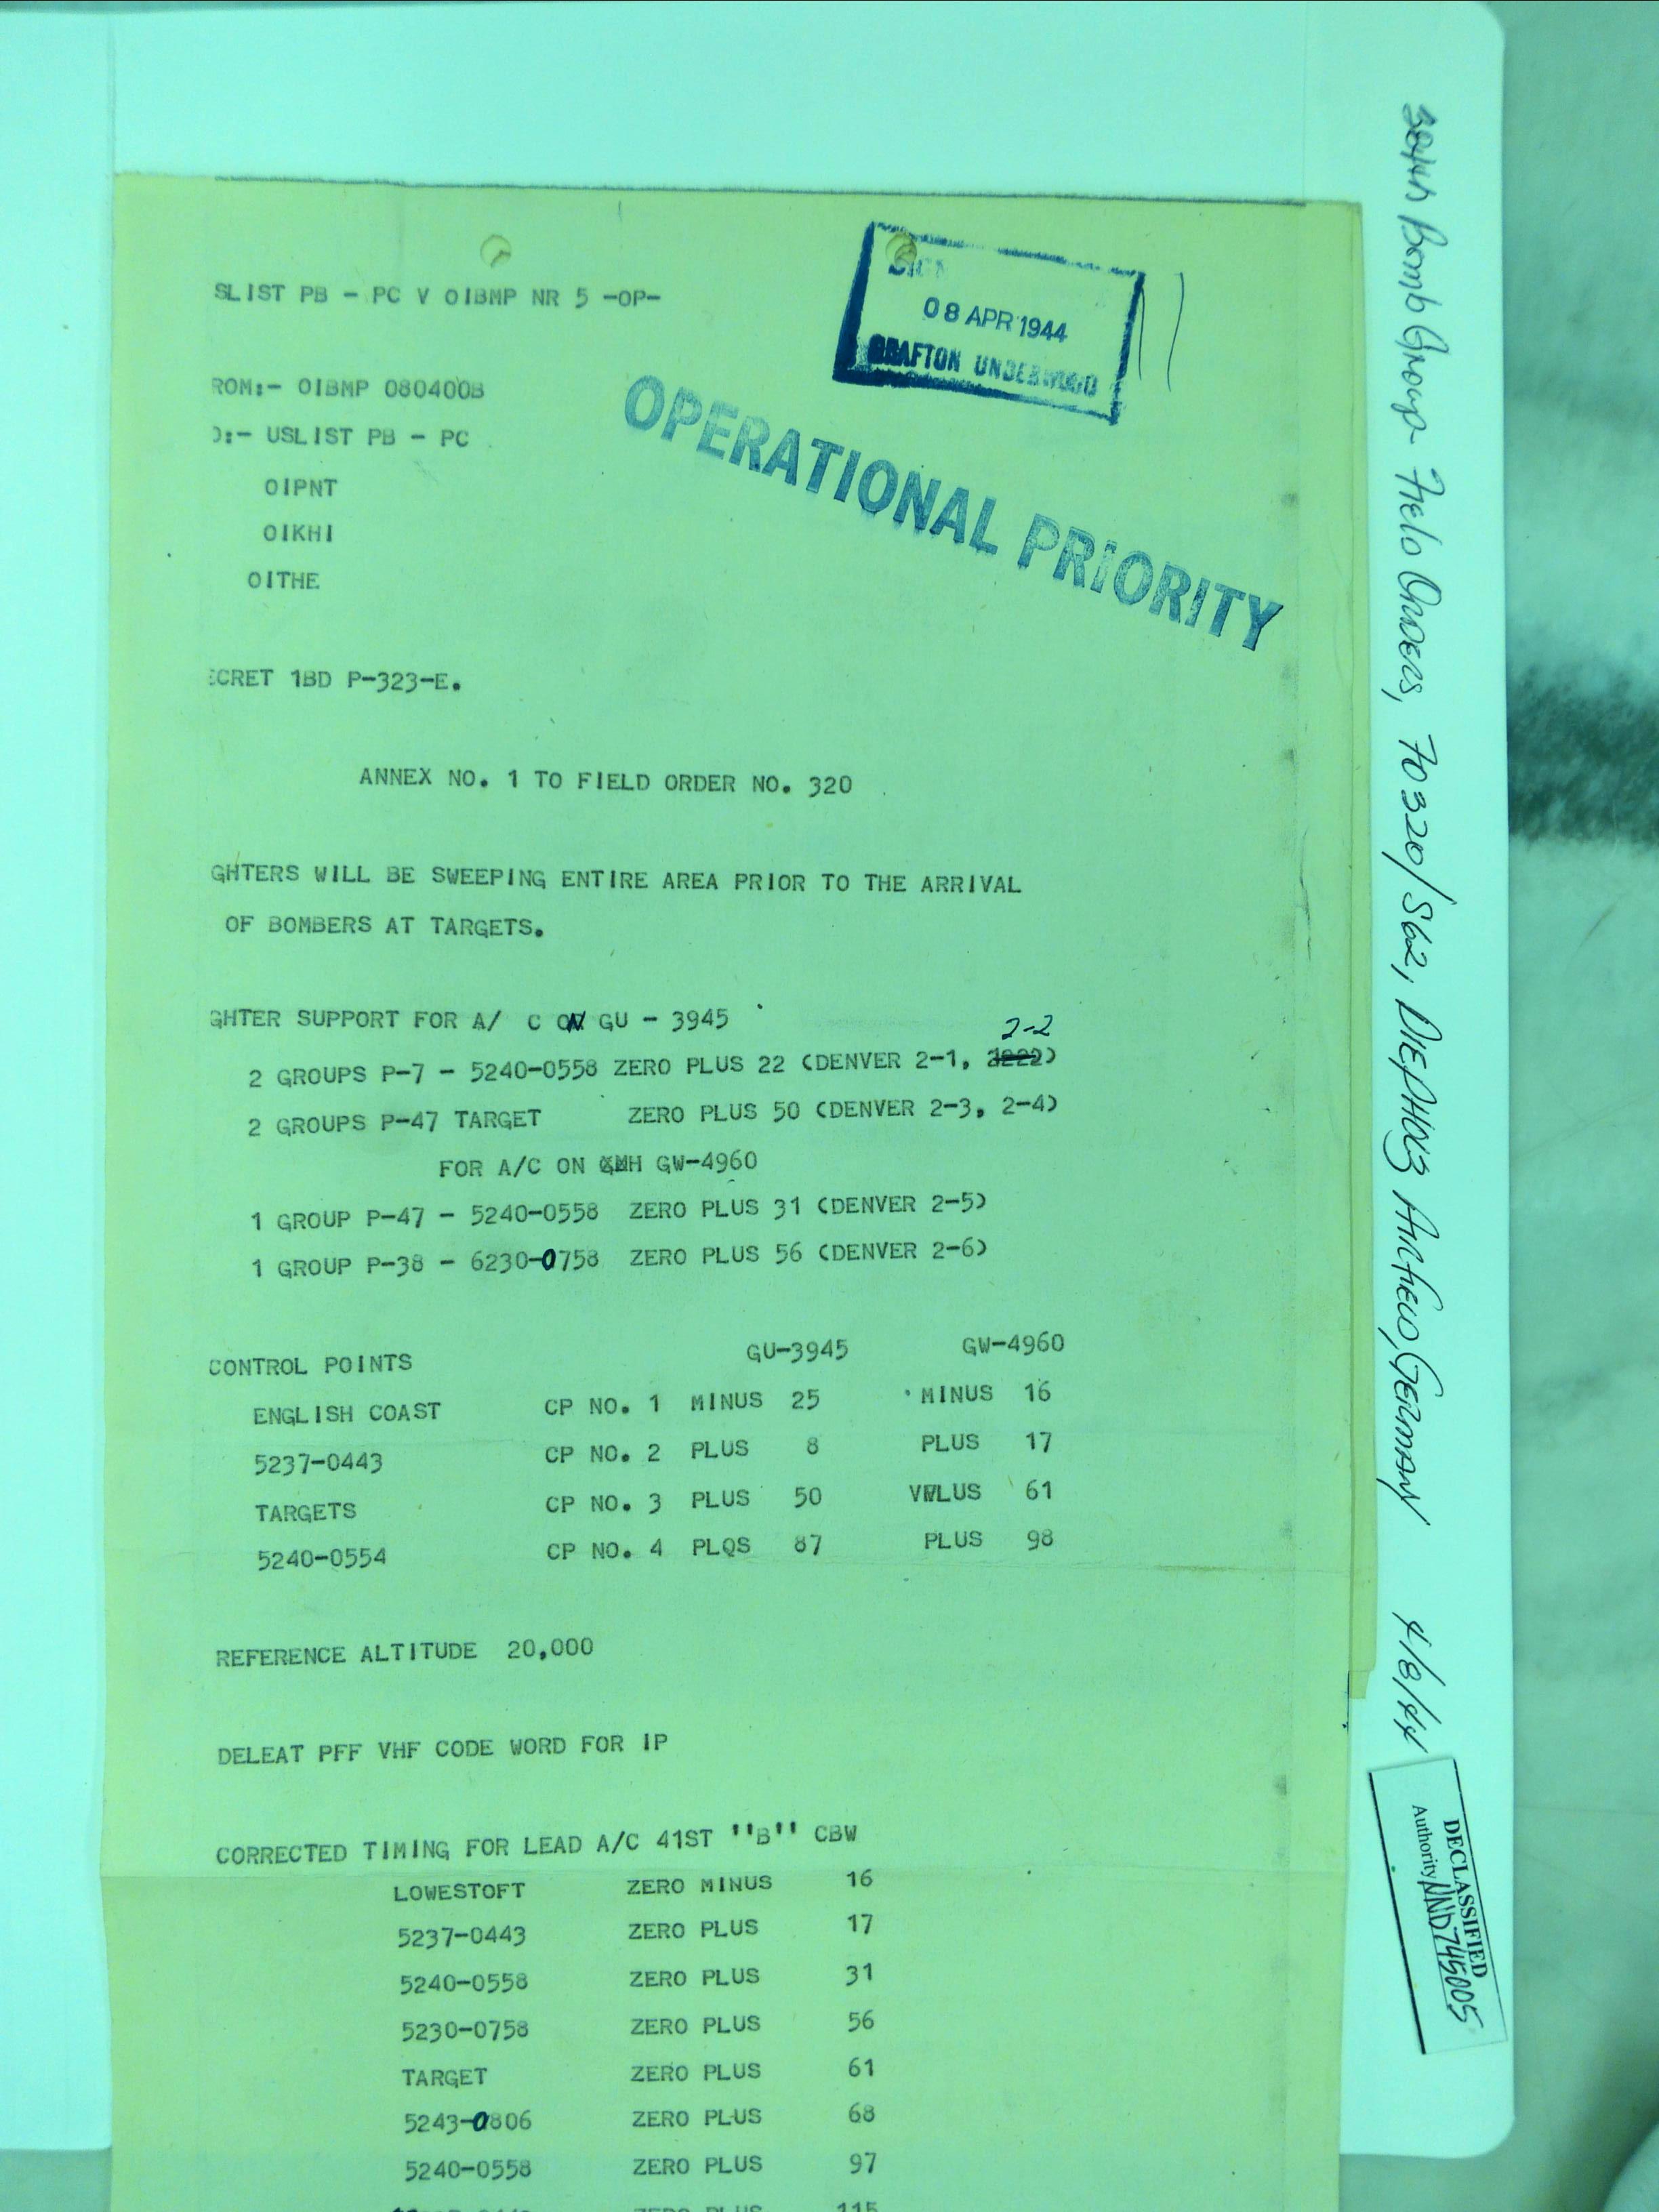 SLIST PB - PC V OIBMP NR 5 -OP-
08 APR 1944
GRAFTON UNDERWOOD
ROM:- OIBMP 080400B
OPERATIONAL PRIORITY
:- USLIST PB - PC
OIPNT
OIKHI
OITHE
ECRET 1BD P-323-E.
ANNEX NO. 1 TO FIELD ORDER NO. 320
GHTERS WILL BE SWEEPING ENTIRE AREA PRIOR TO THE ARRIVAL
OF BOMBERS AT TARGETS.
GHTER SUPPORT FOR A/ C ON GU - 3945
2-2
2 GROUPS P-7 - 5240-0558 ZERO PLUS 22 (DENVER 2-1, )
2 GROUPS P-47 TARGET ZERO PLUS 50 (DENVER 2-3, 2-4)
FOR A/C ON GW-4960
1 GROUP P-47 - 5240-0558 ZERO PLUS 31 (DENVER 2-5)
1 GROUP P-38 - 6230-0758 ZERO PLUS 56 (DENVER 2-6)
CONTROL POINTS GU-3945 GW-4960
ENGLISH COAST CP NO. 1 MINUS 25 MINUS 16
5237-0443 CP NO. 2 PLUS 8 PLUS 17
TARGETS CP NO. 3 PLUS 50 PLUS 61
5240-0554 CP NO. 4 PLQS 87 PLUS 98
REFERENCE ALTITUDE 20,000
DELEAT PFF VHF CODE WORD FOR IP
CORRECTED TIMING FOR LEAD A/C 41ST ''B'' CBW
LOWESTOFT ZERO MINUS 16
5237-0443 ZERO PLUS 17
5240-0558 ZERO PLUS 31
5230-0758 ZERO PLUS 56
TARGET ZERO PLUS 61
5243-0806 ZERO PLUS 68
5240-0558 ZERO PLUS 97
ZERO PLUS 115
384th Bomb Group Field Orders, FO 320/S62, Diepholz Airfield, Germany 4/8/44
DECLASSIFIED
Authority NND745005